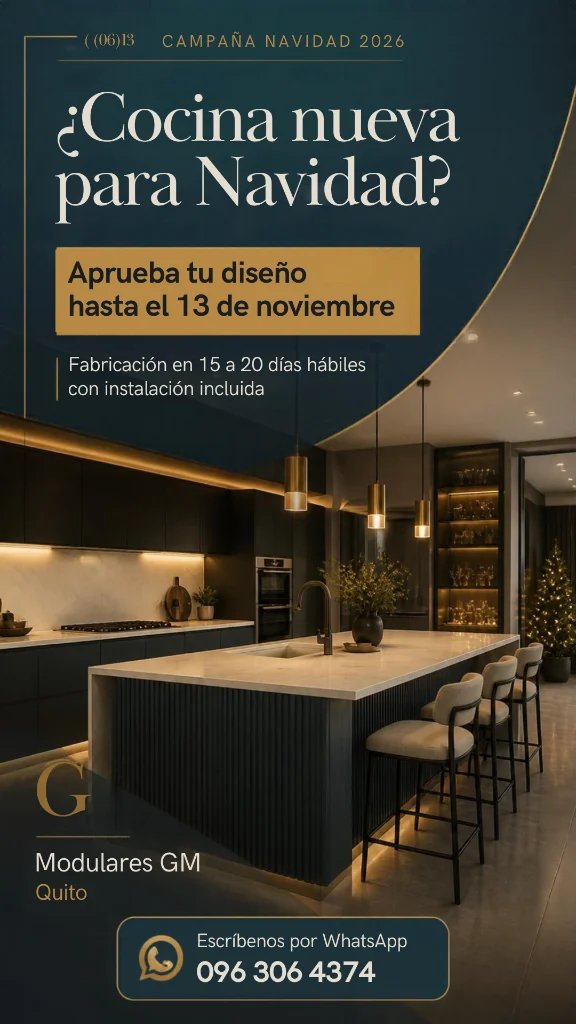 ((06)13 CAMPAÑA NAVIDAD 2026
¿Cocina nueva
para Navidad?
Aprueba tu diseño
hasta el 13 de noviembre
Fabricación en 15 a 20 días hábiles
con instalación incluida
G
Modulares GM
Quito
Escríbenos por WhatsApp
096 306 4374